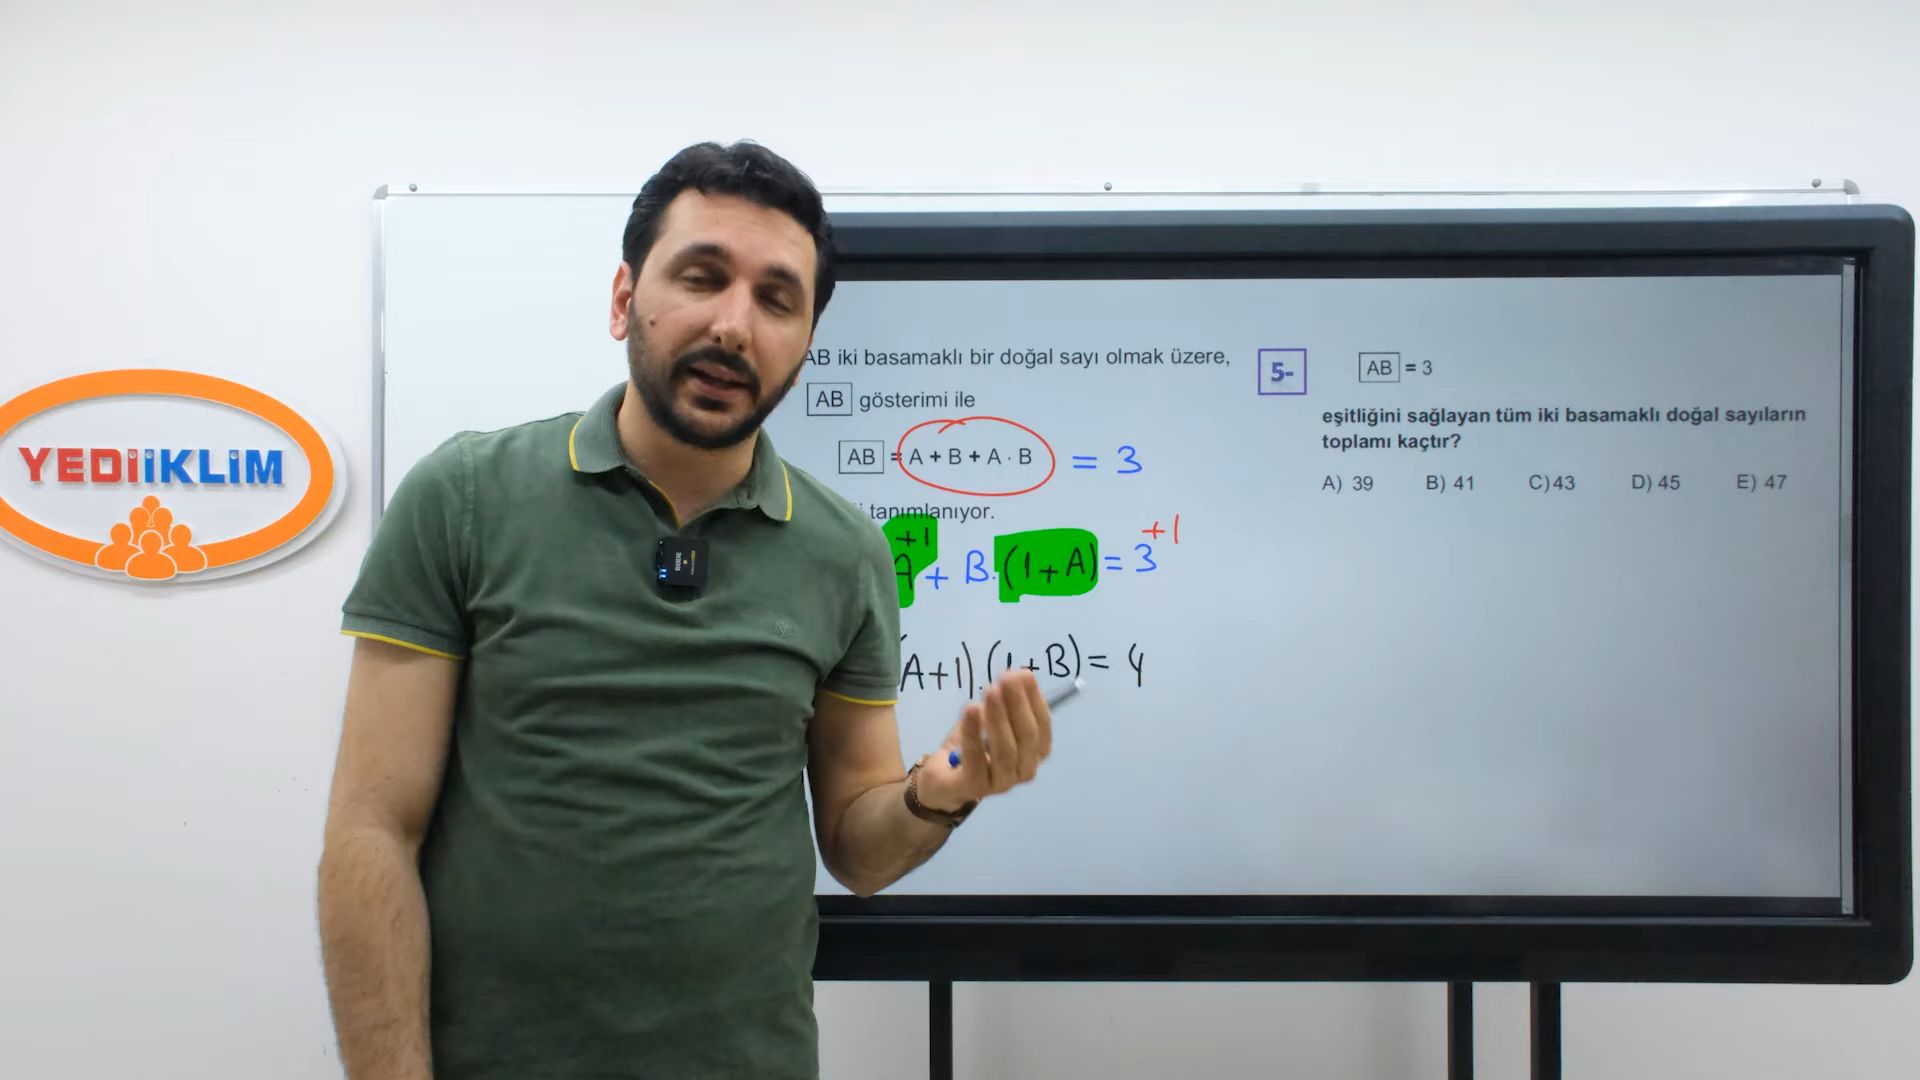 YEDİİKLİM
RODE
AB iki basamaklı bir doğal sayı olmak üzere,
AB gösterimi ile
AB = A + B + A · B = 3
tanımlanıyor.
+1 +1
A + B.(1+A) = 3
(A+1).(1+B) = 4
5-
AB = 3
eşitliğini sağlayan tüm iki basamaklı doğal sayıların
toplamı kaçtır?
A) 39 B) 41 C) 43 D) 45 E) 47